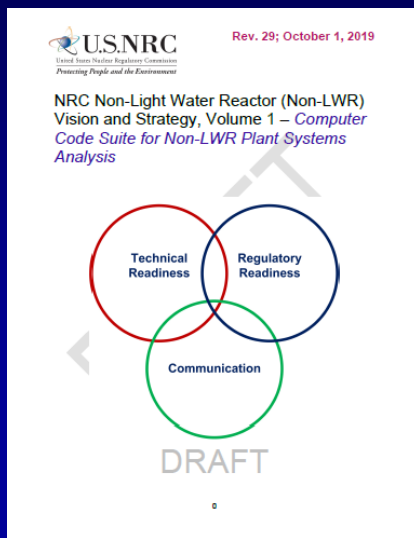 U.S.NRC
United States Nuclear Regulatory Commission
Protecting People and the Environment
Rev. 29; October 1, 2019
NRC Non-Light Water Reactor (Non-LWR)
Vision and Strategy, Volume 1 – Computer
Code Suite for Non-LWR Plant Systems
Analysis
Technical
Readiness
Regulatory
Readiness
Communication
DRAFT
0